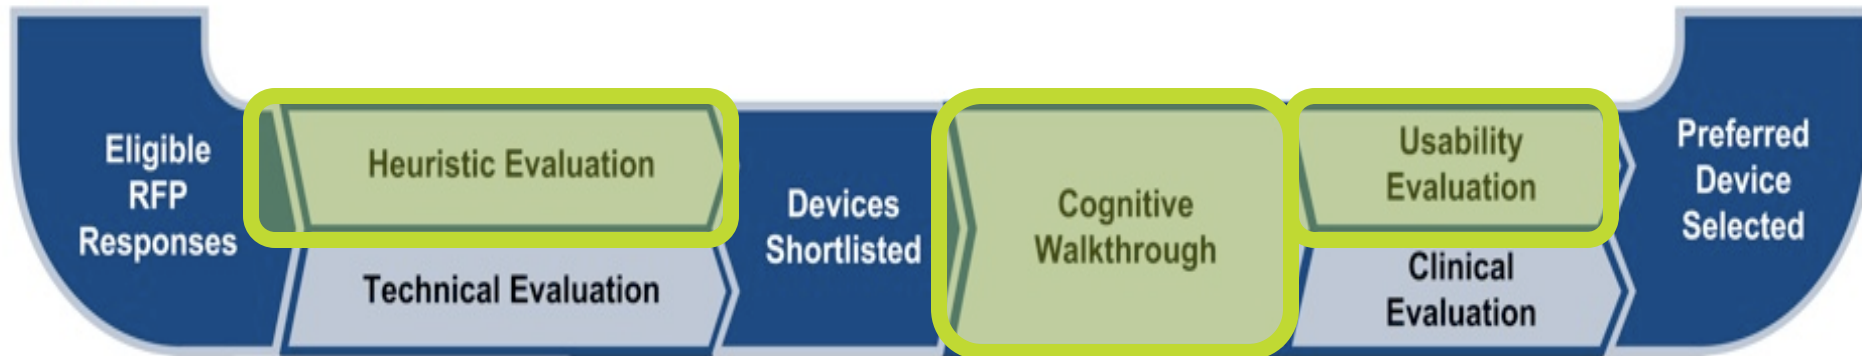 Eligible
RFP
Responses
Heuristic Evaluation
Technical Evaluation
Devices
Shortlisted
Cognitive
Walkthrough
Usability
Evaluation
Clinical
Evaluation
Preferred
Device
Selected